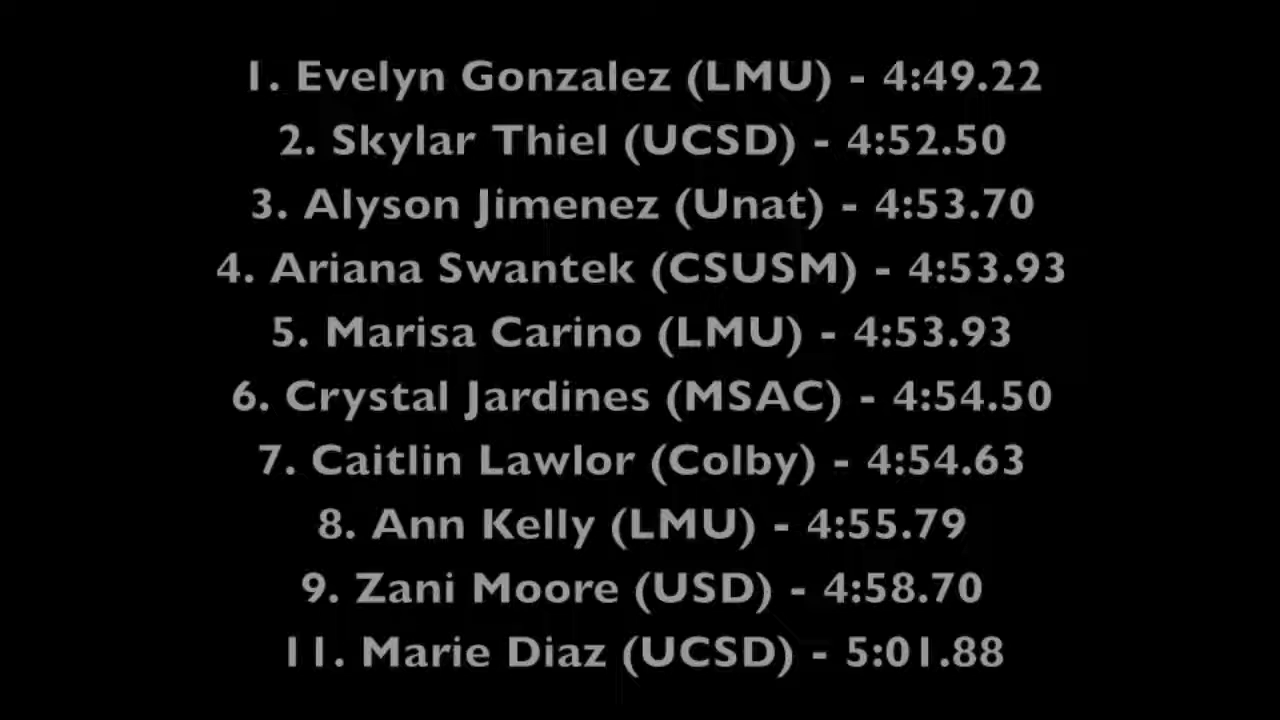 1. Evelyn Gonzalez (LMU) - 4:49.22
2. Skylar Thiel (UCSD) - 4:52.50
3. Alyson Jimenez (Unat) - 4:53.70
4. Ariana Swantek (CSUSM) - 4:53.93
5. Marisa Carino (LMU) - 4:53.93
6. Crystal Jardines (MSAC) - 4:54.50
7. Caitlin Lawlor (Colby) - 4:54.63
8. Ann Kelly (LMU) - 4:55.79
9. Zani Moore (USD) - 4:58.70
11. Marie Diaz (UCSD) - 5:01.88